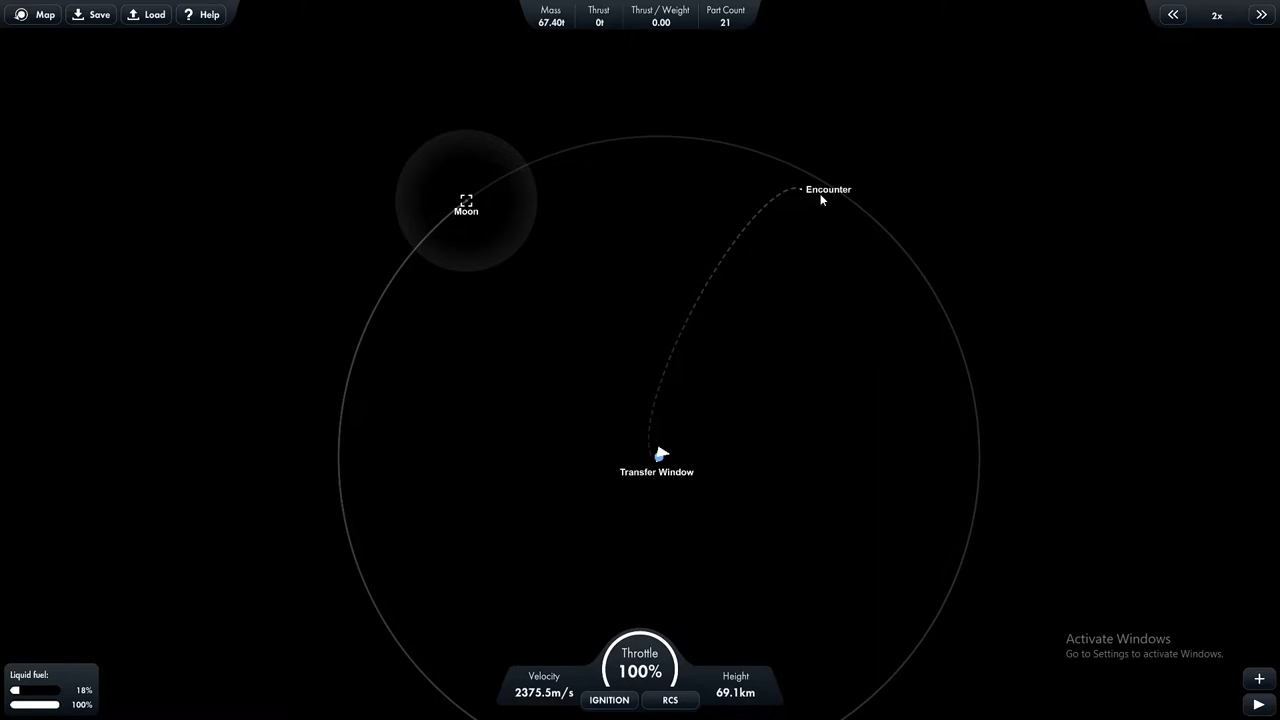 Map
Save
Load
? Help
Mass
67.40t
Thrust
0t
Thrust / Weight
0.00
Part Count
21
2x
Moon
Encounter
Transfer Window
Liquid fuel:
18%
100%
Throttle
100%
Velocity
2375.5m/s
Height
69.1km
IGNITION
RCS
Activate Windows
Go to Settings to activate Windows.